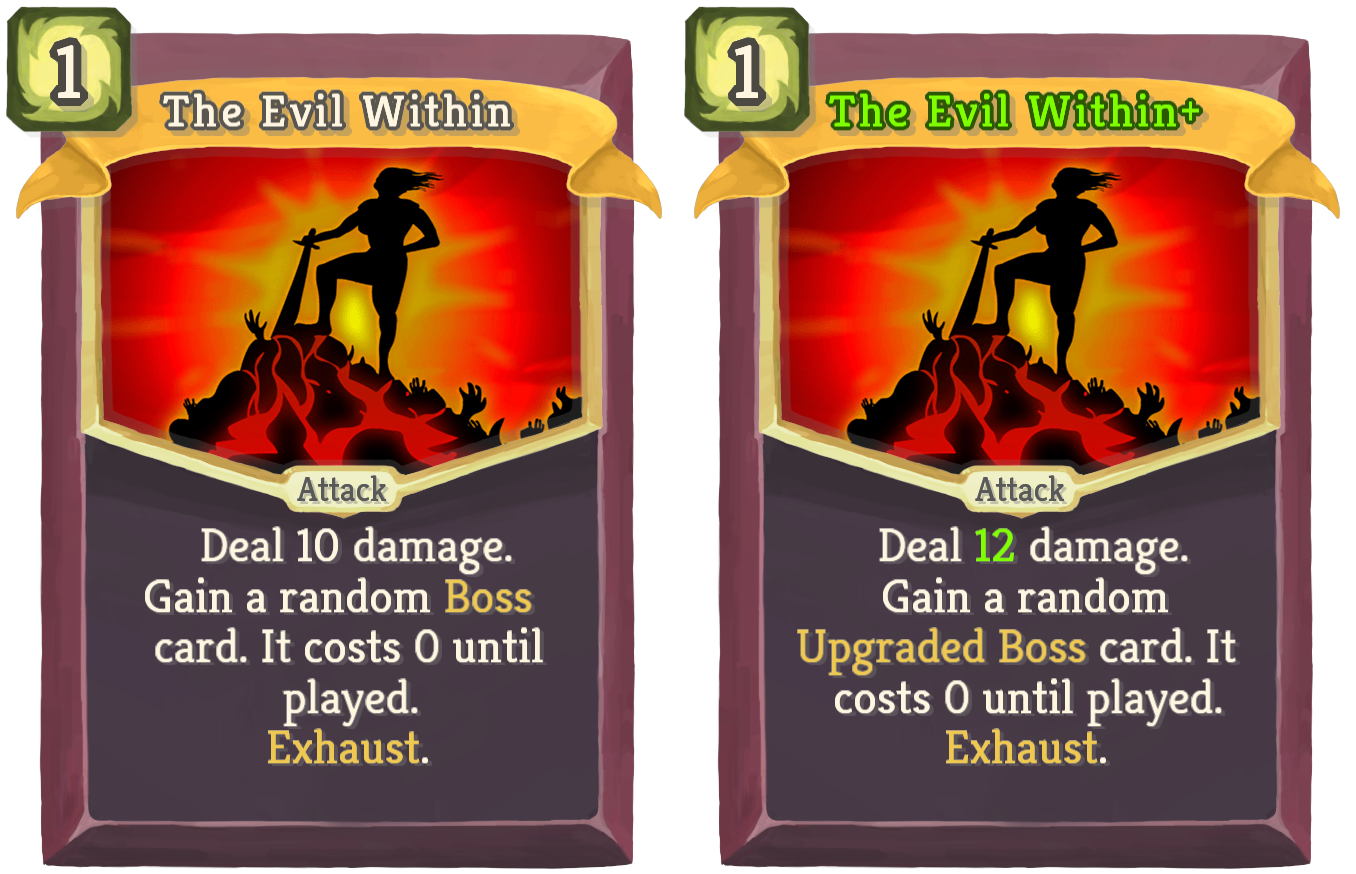 1
The Evil Within
Attack
Deal 10 damage.
Gain a random Boss
card. It costs 0 until
played.
Exhaust.
1
The Evil Within+
Attack
Deal 12 damage.
Gain a random
Upgraded Boss card. It
costs 0 until played.
Exhaust.